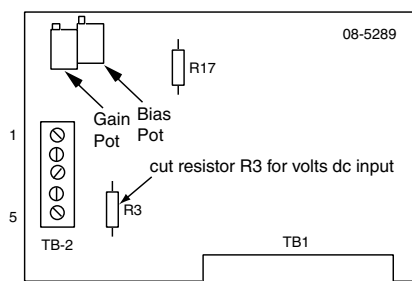 08-5289
R17
Gain Pot
Bias Pot
1
cut resistor R3 for volts dc input
R3
5
TB-2
TB1